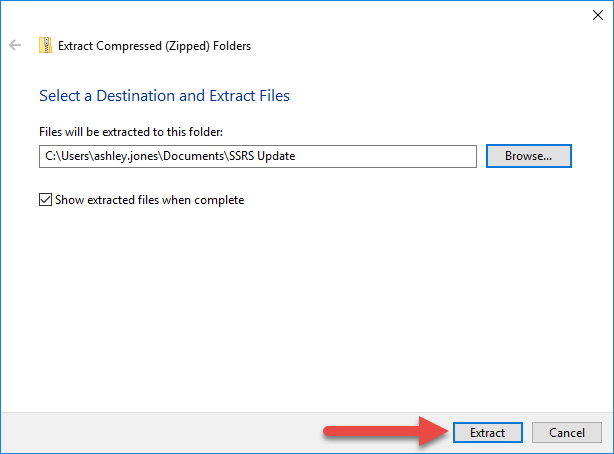 Extract Compressed (Zipped) Folders
Select a Destination and Extract Files
Files will be extracted to this folder:
C:\Users\ashley.jones\Documents\SSRS Update
Browse...
Show extracted files when complete
Extract
Cancel